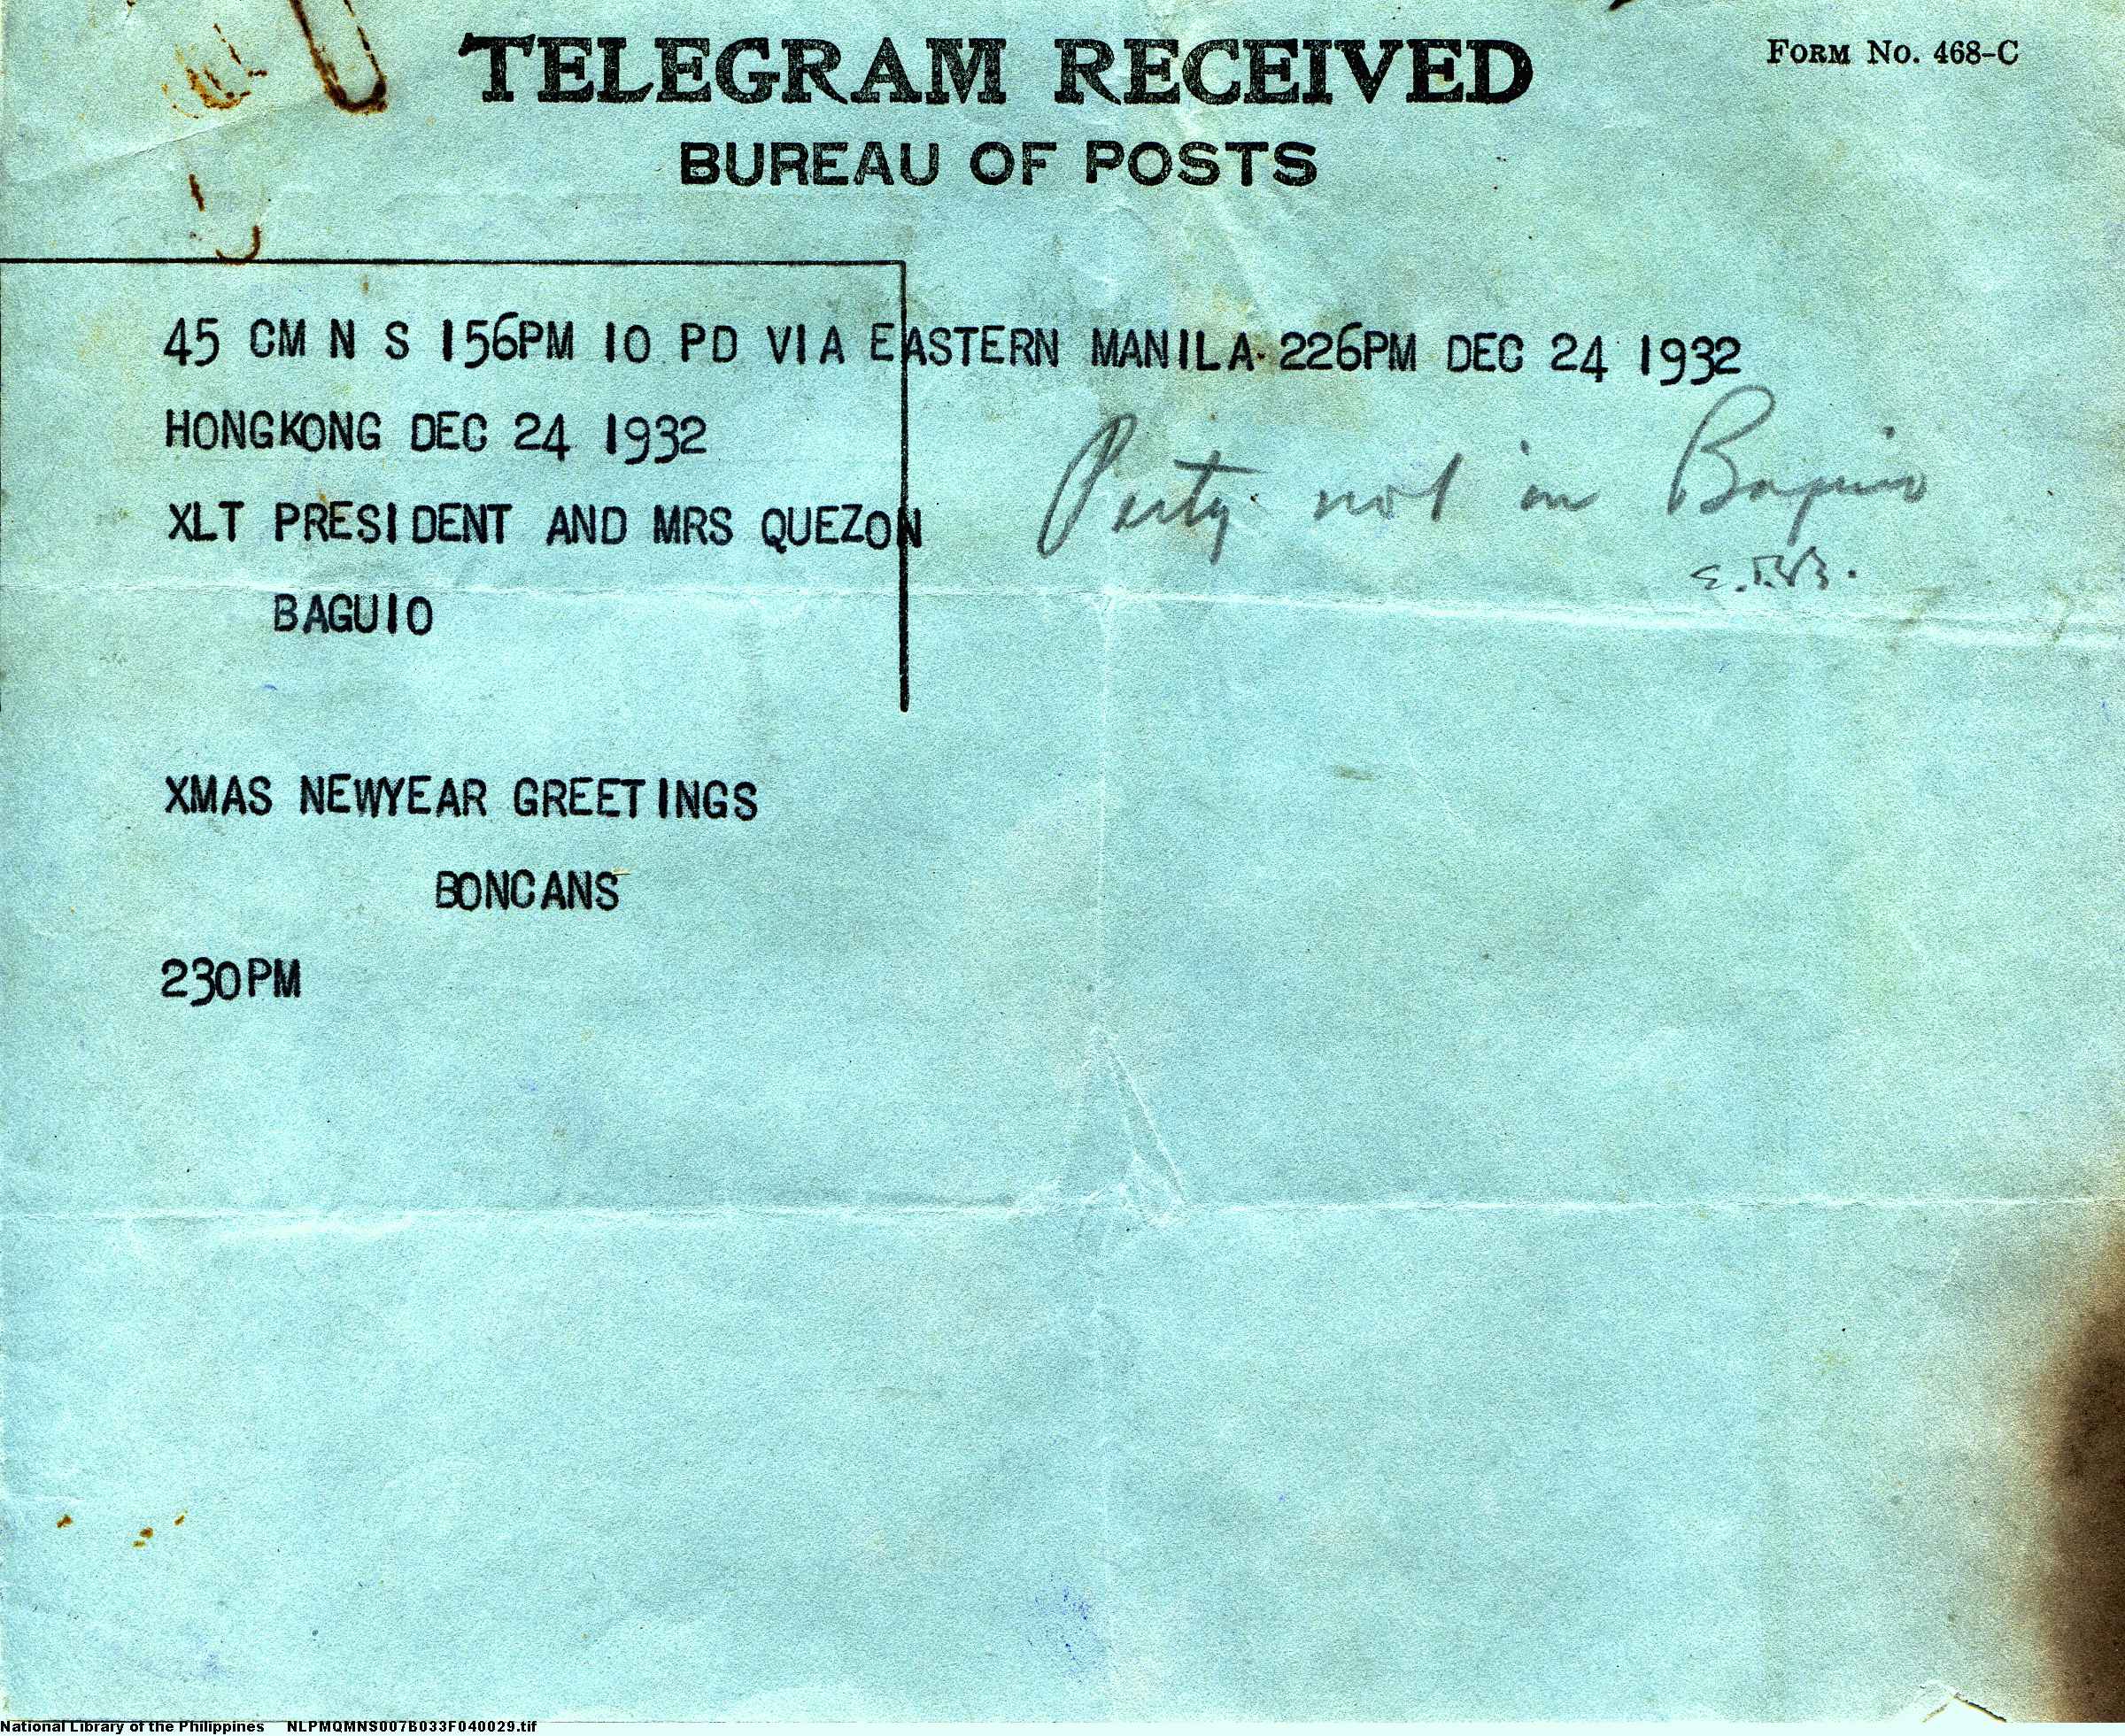 TELEGRAM RECEIVED
FORM NO. 468-C
BUREAU OF POSTS
45 CM N S 156PM 10 PD VIA EASTERN MANILA 226PM DEC 24 1932
HONGKONG DEC 24 1932
XLT PRESIDENT AND MRS QUEZON
BAGUIO
Party not in Baguio
XMAS NEWYEAR GREETINGS
BONCANS
230PM
National Library of the Philippines NLPMQMNS007B033F040029.tif